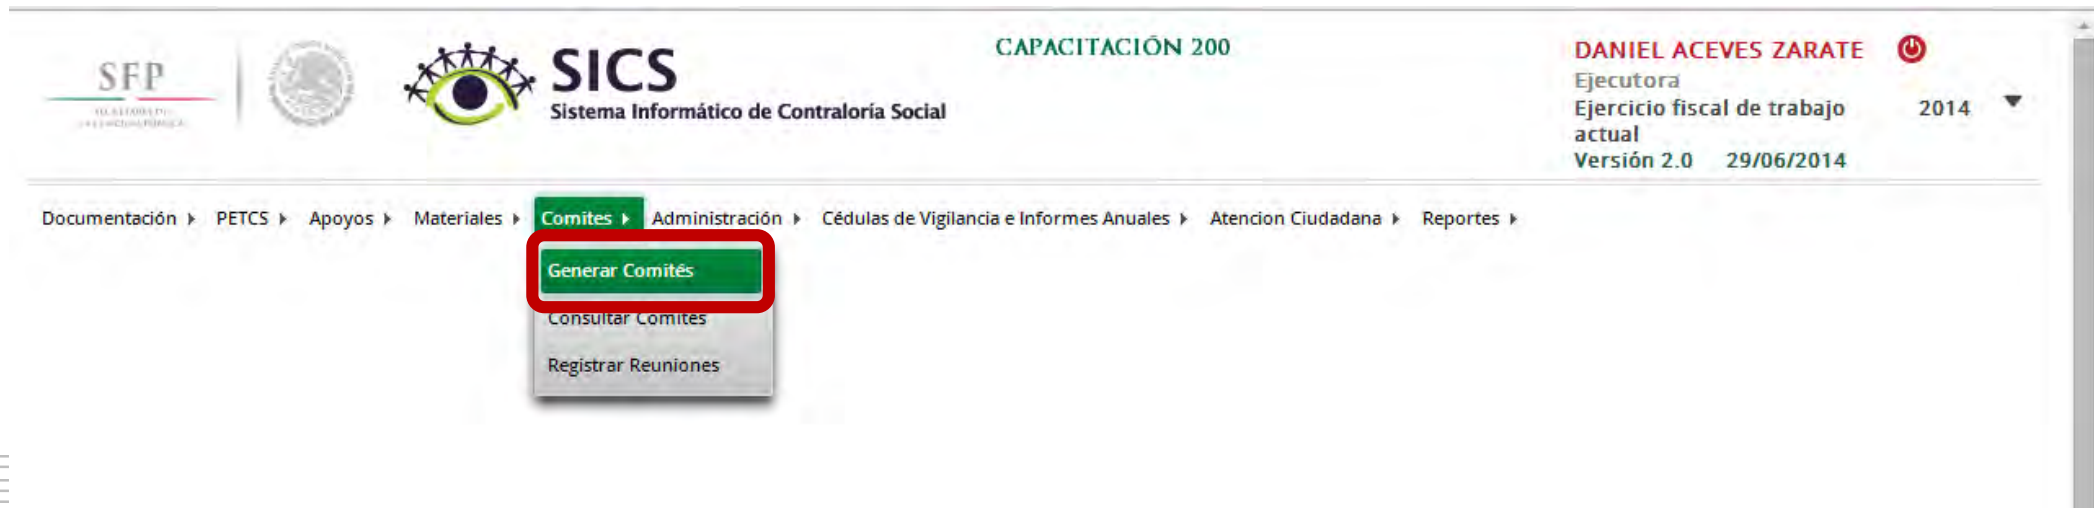 SFP
SICS
Sistema Informático de Contraloría Social
CAPACITACIÓN 200
DANIEL ACEVES ZARATE
Ejecutora
Ejercicio fiscal de trabajo actual 2014
Versión 2.0 29/06/2014
Documentación PETCS Apoyos Materiales Comites Administración Cédulas de Vigilancia e Informes Anuales Atencion Ciudadana Reportes
Generar Comités
Consultar Comites
Registrar Reuniones